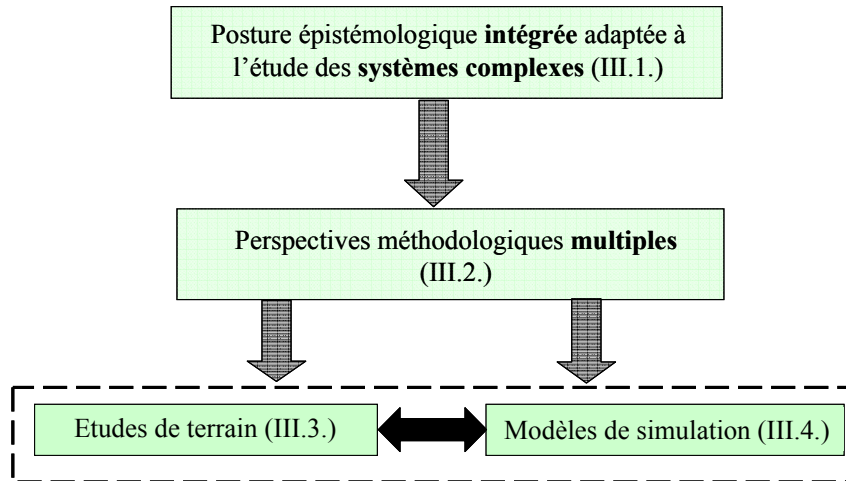 Posture épistémologique intégrée adaptée à
l’étude des systèmes complexes (III.1.)
Perspectives méthodologiques multiples
(III.2.)
Etudes de terrain (III.3.)
Modèles de simulation (III.4.)